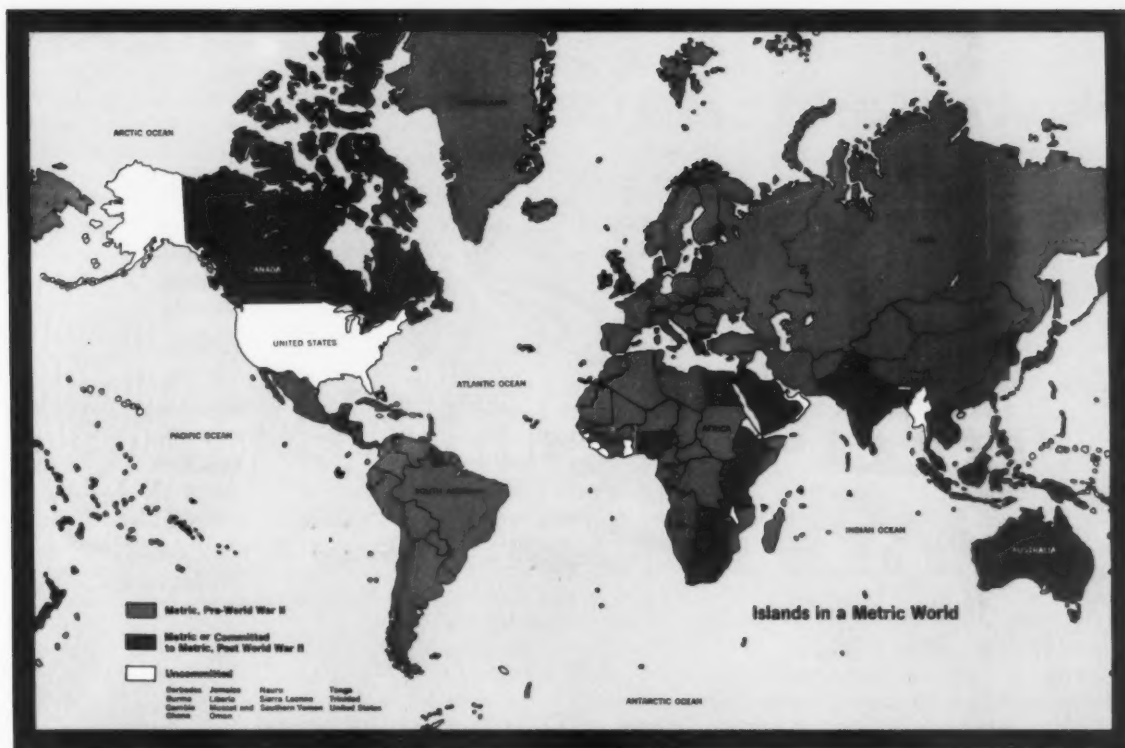 ARCTIC OCEAN
CANADA
UNITED STATES
ATLANTIC OCEAN
PACIFIC OCEAN
AFRICA
SOUTH AMERICA
INDIAN OCEAN
AUSTRALIA
Metric, Pre-World War II
Islands in a Metric World
Metric or Committed
to Metric, Post World War II
Uncommitted
Barbados Jamaica Nauru Tonga
Burma Liberia Sierra Leone Trinidad
Gambia Muscat and Southern Yemen United States
Ghana Oman
ANTARCTIC OCEAN